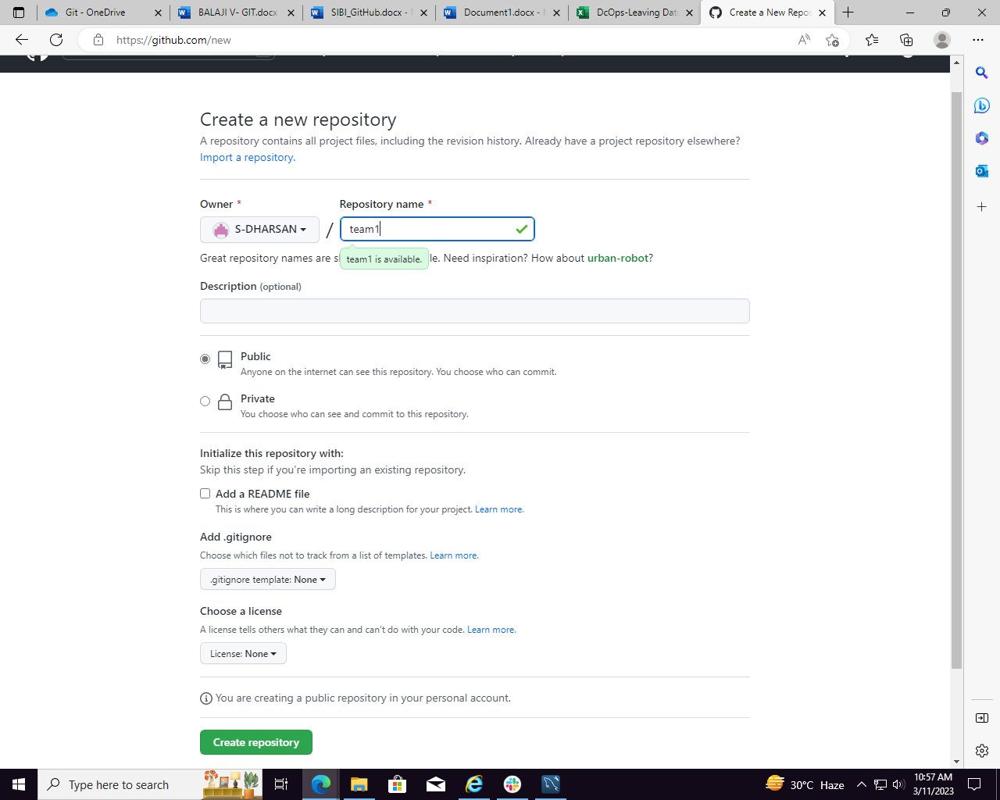 Git - OneDrive
BALAJI V- GIT.docx
SIBI_GitHub.docx -
Document1.docx -
DcOps-Leaving Dat
Create a New Repos
https://github.com/new
Create a new repository
A repository contains all project files, including the revision history. Already have a project repository elsewhere?
Import a repository.
Owner *
Repository name *
S-DHARSAN
/
team1
Great repository names are s
team1 is available.
le. Need inspiration? How about urban-robot?
Description (optional)
Public
Anyone on the internet can see this repository. You choose who can commit.
Private
You choose who can see and commit to this repository.
Initialize this repository with:
Skip this step if you’re importing an existing repository.
Add a README file
This is where you can write a long description for your project. Learn more.
Add .gitignore
Choose which files not to track from a list of templates. Learn more.
.gitignore template: None
Choose a license
A license tells others what they can and can't do with your code. Learn more.
License: None
You are creating a public repository in your personal account.
Create repository
Type here to search
30°C Haze
10:57 AM
3/11/2023